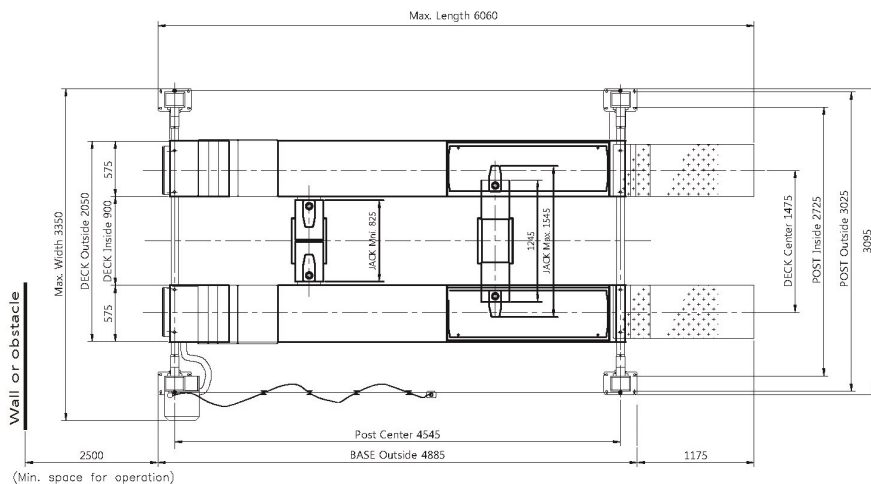 Max. Length 6060
Max. Width 3350
DECK Outside 2050
575
DECK Inside 900
575
JACK Mni. 825
1245
JACK Max. 1545
DECK Center 1475
POST Inside 2725
POST Outside 3025
3095
Wall or obstacle
Post Center 4545
2500
BASE Outside 4885
1175
(Min. space for operation)